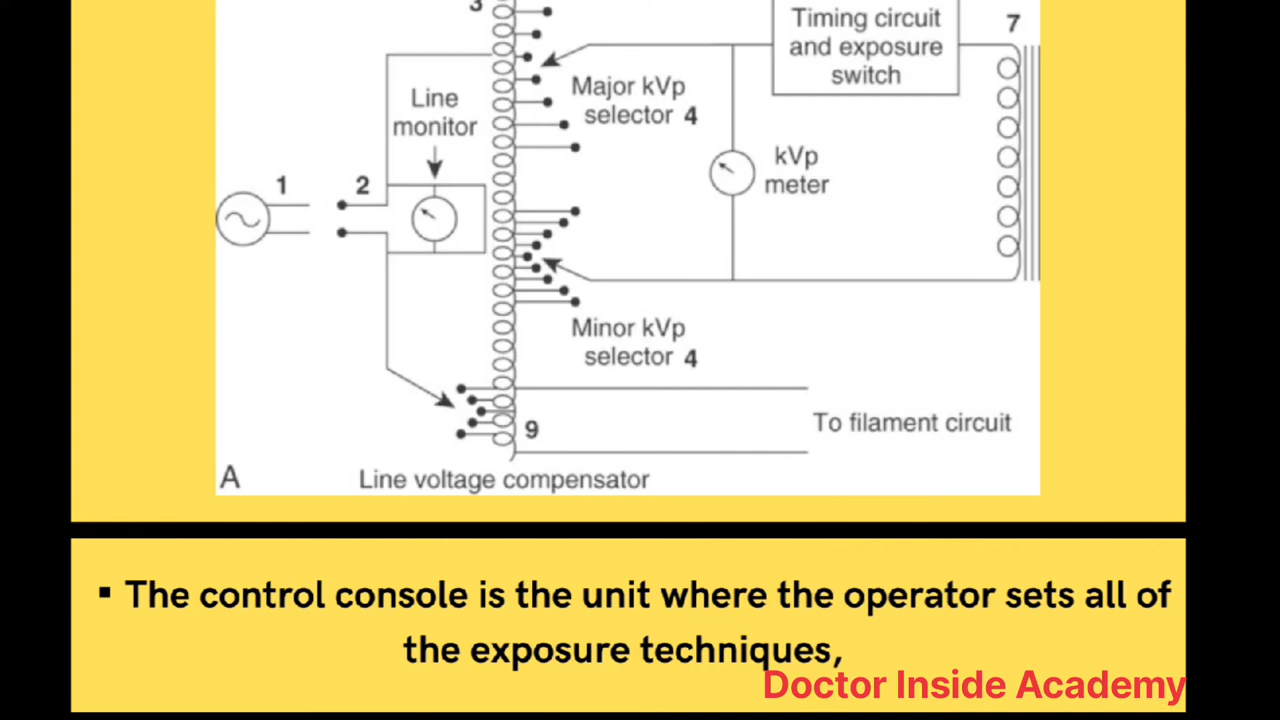 3
Timing circuit
and exposure
switch
7
Major kVp
selector 4
Line
monitor
kVp
meter
1
2
Minor kVp
selector 4
9
To filament circuit
A
Line voltage compensator
▪ The control console is the unit where the operator sets all of
the exposure techniques,
Doctor Inside Academy